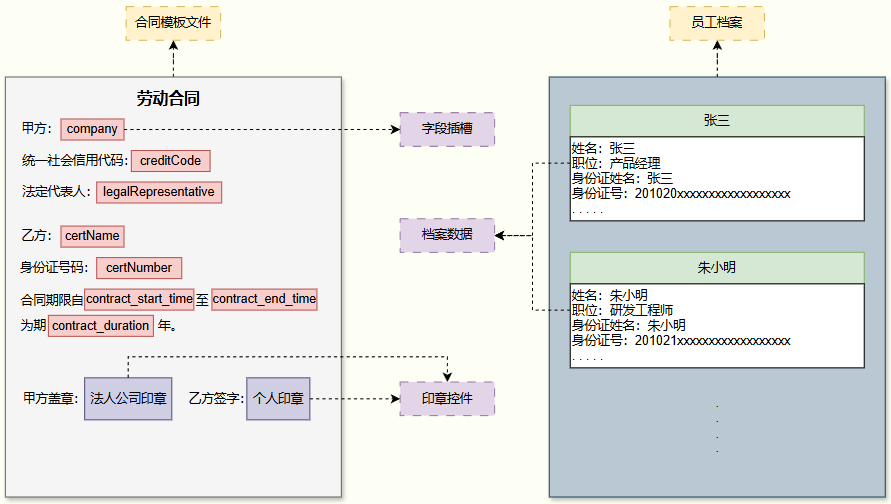 合同模板文件
员工档案
劳动合同
甲方： company
字段插槽
统一社会信用代码： creditCode
法定代表人： legalRepresentative
乙方： certName
档案数据
身份证号码： certNumber
合同期限自 contract_start_time 至 contract_end_time
为期 contract_duration 年。
甲方盖章： 法人公司印章 乙方签字： 个人印章
印章控件
张三
姓名：张三
职位：产品经理
身份证姓名：张三
身份证号：201020xxxxxxxxxxxxxxxxxx
. . . . .
朱小明
姓名：朱小明
职位：研发工程师
身份证姓名：朱小明
身份证号：201021xxxxxxxxxxxxxxxxxx
. . . . .
.
.
.
.